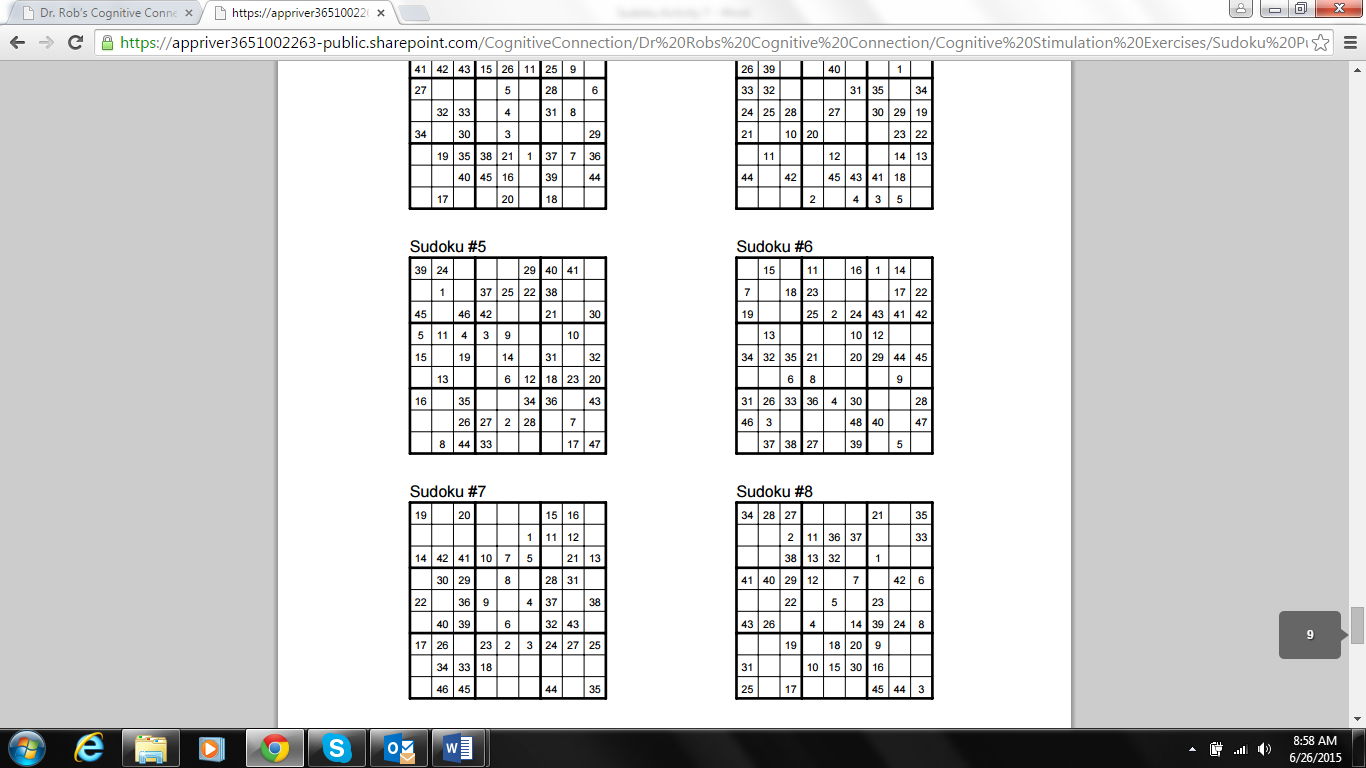 Dr. Rob's Cognitive Conne
https://appriver36510022
https://appriver3651002263-public.sharepoint.com/CognitiveConnection/Dr%20Robs%20Cognitive%20Connection/Cognitive%20Stimulation%20Exercises/Sudoku%20Pu
41 42 43 15 26 11 25 9
27 5 28 6
32 33 4 31 8
34 30 3 29
19 35 38 21 1 37 7 36
40 45 16 39 44
17 20 18
26 39 40 1
33 32 31 35 34
24 25 28 27 30 29 19
21 10 20 23 22
11 12 14 13
44 42 45 43 41 18
2 4 3 5
Sudoku #5
39 24 29 40 41
1 37 25 22 38
45 46 42 21 30
5 11 4 3 9 10
15 19 14 31 32
13 6 12 18 23 20
16 35 34 36 43
26 27 2 28 7
8 44 33 17 47
Sudoku #6
15 11 16 1 14
7 18 23 17 22
19 25 2 24 43 41 42
13 10 12
34 32 35 21 20 29 44 45
6 8 9
31 26 33 36 4 30 28
46 3 48 40 47
37 38 27 39 5
Sudoku #7
19 20 15 16
1 11 12
14 42 41 10 7 5 21 13
30 29 8 28 31
22 36 9 4 37 38
40 39 6 32 43
17 26 23 2 3 24 27 25
34 33 18
46 45 44 35
Sudoku #8
34 28 27 21 35
2 11 36 37 33
38 13 32 1
41 40 29 12 7 42 6
22 5 23
43 26 4 14 39 24 8
19 18 20 9
31 10 15 30 16
25 17 45 44 3
9
8:58 AM
6/26/2015